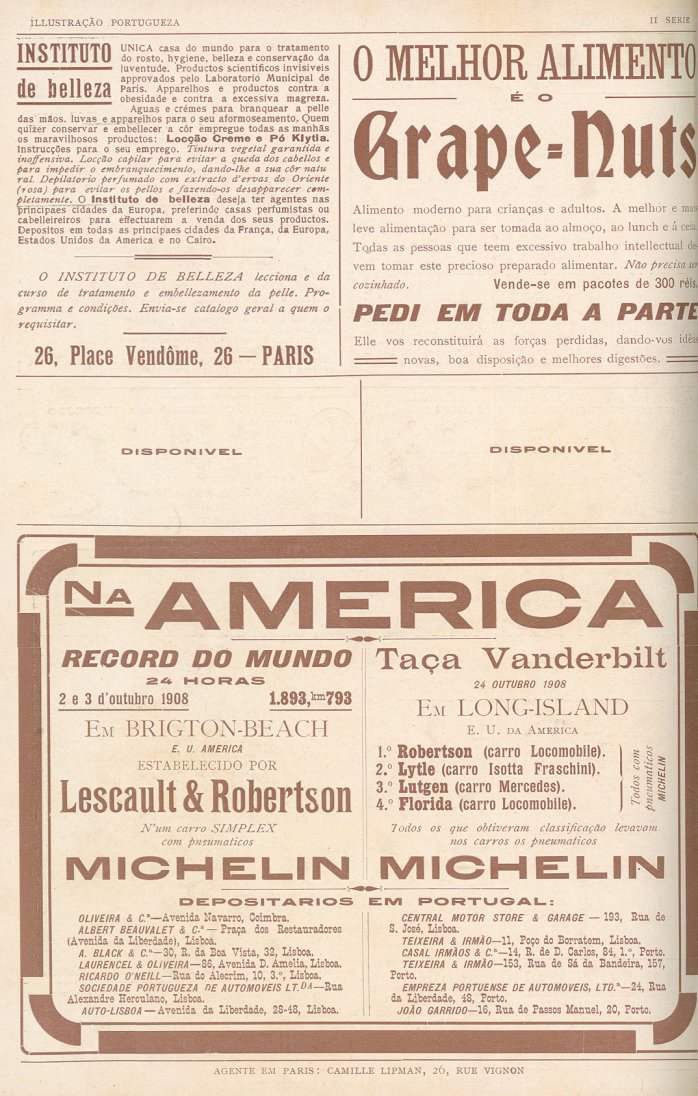 ILLUSTRAÇÃO PORTUGUEZA
II SERIE
INSTITUTO
de belleza
UNICA casa do mundo para o tratamento
do rosto, hygiene, belleza e conservação da
juventude. Productos scientificos invisiveis
approvados pelo Laboratorio Municipal de
Paris. Apparelhos e productos contra a
obesidade e contra a excessiva magreza.
Aguas e crémes para branquear a pelle
das mãos, luvas e apparelhos para o seu aformoseamento. Quem
quizer conservar e embellecer a côr empregue todas as manhãs
os maravilhosos productos: Locção Creme e Pó Klytia.
Instrucções para o seu emprego. Tintura vegetal garantida e
inoffensiva. Locção capilar para evitar a queda dos cabellos e
para impedir o embranquecimento, dando-lhe a sua côr natu
ral. Depilatorio perfumado com extracto d'ervas do Oriente
(rosa) para evitar os pellos e fazendo-os desapparecer com-
pletamente. O Instituto de belleza deseja ter agentes nas
principaes cidades da Europa, preferindo casas perfumistas ou
cabelleireiros para effectuarem a venda dos seus productos.
Depositos em todas as principaes cidades da França, da Europa,
Estados Unidos da America e no Cairo.
O INSTITUTO DE BELLEZA lecciona e da
curso de tratamento e embellezamento da pelle. Pro-
gramma e condições. Envia-se catalogo geral a quem o
requisitar.
26, Place Vendôme, 26 — PARIS
O MELHOR ALIMENTO
É O
Grape=Nuts
Alimento moderno para crianças e adultos. A melhor e mais
leve alimentação para ser tomada ao almoço, ao lunch e á ceia.
Todas as pessoas que teem excessivo trabalho intellectual de-
vem tomar este precioso preparado alimentar. Não precisa ser
cozinhado. Vende-se em pacotes de 300 réis.
PEDI EM TODA A PARTE
Elle vos reconstituirá as forças perdidas, dando-vos idéas
novas, boa disposição e melhores digestões.
DISPONIVEL
DISPONIVEL
NA AMERICA
RECORD DO MUNDO
24 HORAS
2 e 3 d'outubro 1908 1.893,km793
EM BRIGTON-BEACH
E. U. AMERICA
ESTABELECIDO POR
Lescault & Robertson
N'um carro SIMPLEX
com pneumaticos
MICHELIN
Taça Vanderbilt
24 OUTUBRO 1908
EM LONG-ISLAND
E. U. DA AMERICA
1.º Robertson (carro Locomobile).
2.º Lytle (carro Isotta Fraschini).
3.º Lutgen (carro Mercedes).
4.º Florida (carro Locomobile).
Todos com
pneumaticos
MICHELIN
Todos os que obtiveram classificação levavam
nos carros os pneumaticos
MICHELIN
DEPOSITARIOS EM PORTUGAL:
OLIVEIRA & C.ª—Avenida Navarro, Coimbra.
ALBERT BEAUVALET & C.ª — Praça dos Restauradores
(Avenida da Liberdade), Lisboa.
A. BLACK & C.ª—30, R. da Boa Vista, 32, Lisboa.
LAURENCEL & OLIVEIRA—86, Avenida D. Amelia, Lisboa.
RICARDO O'NEILL—Rua do Alecrim, 10, 3.º, Lisboa.
SOCIEDADE PORTUGUEZA DE AUTOMOVEIS LT.DA—Rua
Alexandre Herculano, Lisboa.
AUTO-LISBOA — Avenida da Liberdade, 28-48, Lisboa.
CENTRAL MOTOR STORE & GARAGE — 193, Rua de
S. José, Lisboa.
TEIXEIRA & IRMÃO—11, Poço do Borratem, Lisboa.
CASAL IRMÃOS & C.ª—14, R. de D. Carlos, 84, 1.º, Porto.
TEIXEIRA & IRMÃO—153, Rua de Sá da Bandeira, 157,
Porto.
EMPREZA PORTUENSE DE AUTOMOVEIS, LTD.ª—24, Rua
da Liberdade, 48, Porto.
JOÃO GARRIDO—16, Rua de Passos Manuel, 20, Porto.
AGENTE EM PARIS: CAMILLE LIPMAN, 26, RUE VIGNON